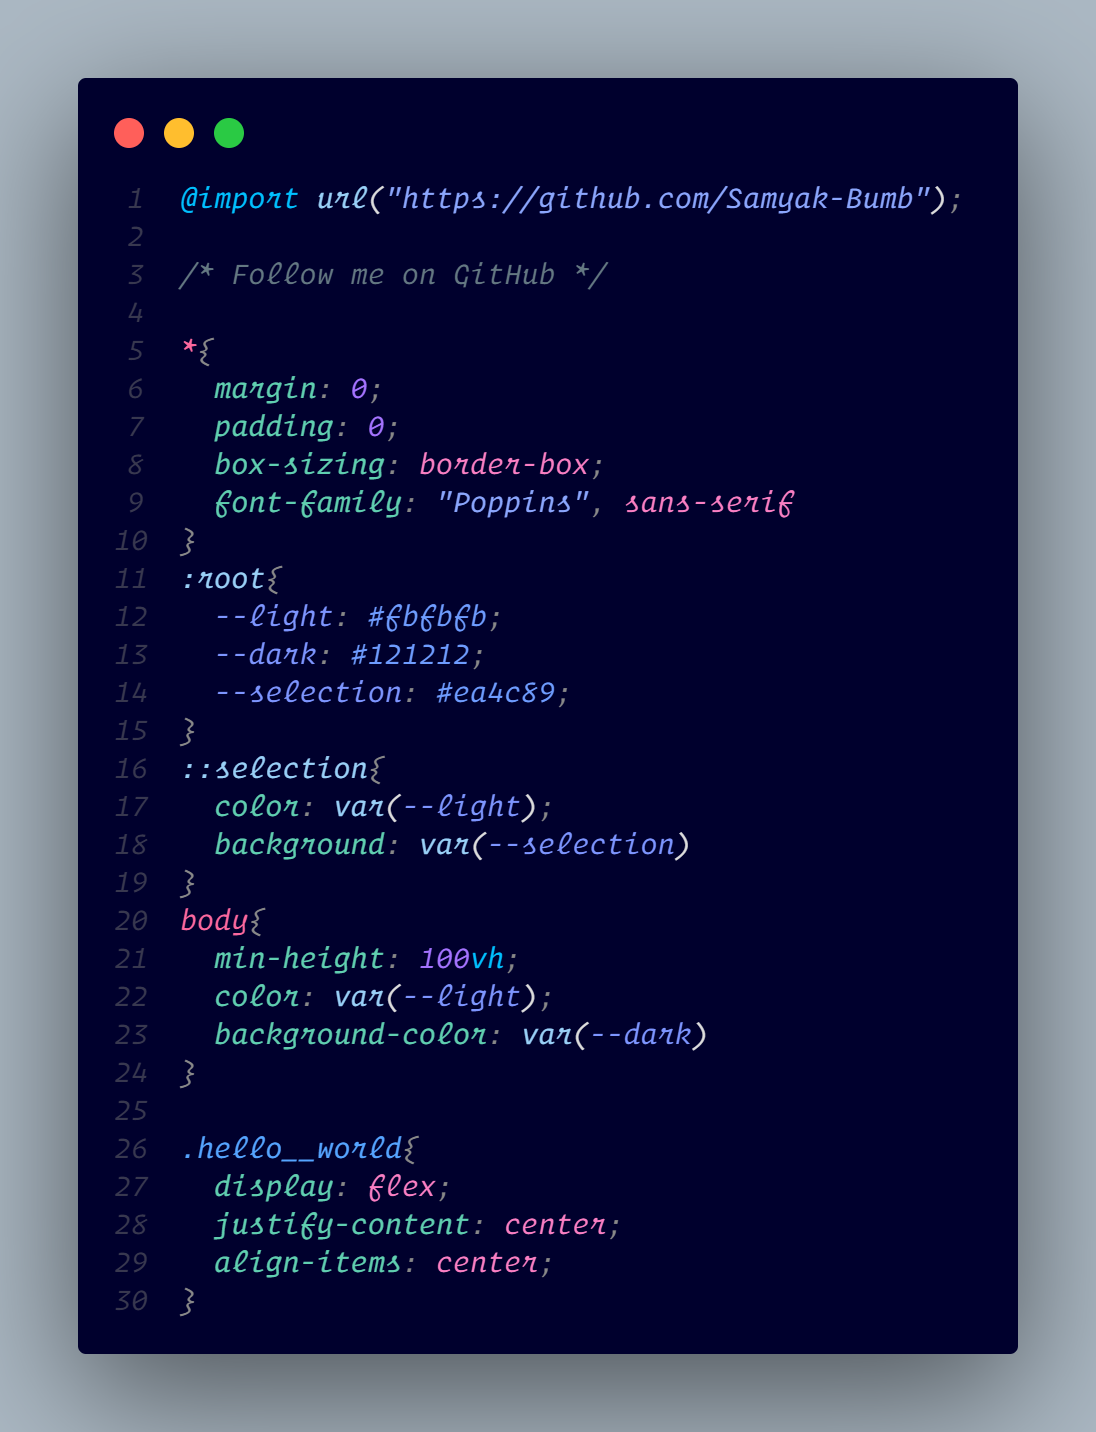 1 @import url("https://github.com/Samyak-Bumb");
2
3 /* Follow me on GitHub */
4
5 *{
6   margin: 0;
7   padding: 0;
8   box-sizing: border-box;
9   font-family: "Poppins", sans-serif
10 }
11 :root{
12   --light: #fbfbfb;
13   --dark: #121212;
14   --selection: #ea4c89;
15 }
16 ::selection{
17   color: var(--light);
18   background: var(--selection)
19 }
20 body{
21   min-height: 100vh;
22   color: var(--light);
23   background-color: var(--dark)
24 }
25
26 .hello__world{
27   display: flex;
28   justify-content: center;
29   align-items: center;
30 }